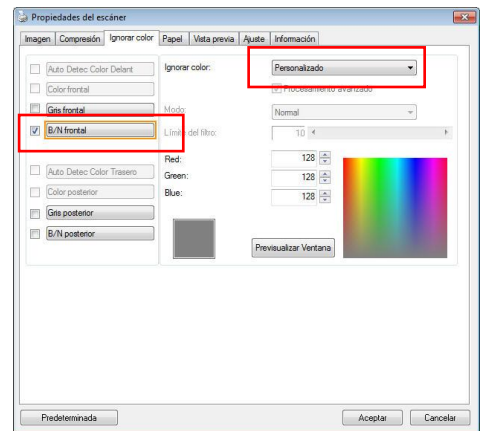 Propiedades del escáner
Imagen Compresión Ignorar color Papel Vista previa Ajuste Información
Auto Detec Color Delant
Color frontal
Gris frontal
B/N frontal
Auto Detec Color Trasero
Color posterior
Gris posterior
B/N posterior
Ignorar color: Personalizado
Procesamiento avanzado
Modo: Normal
Límite del filtro: 10
Red: 128
Green: 128
Blue: 128
Previsualizar Ventana
Predeterminada Aceptar Cancelar